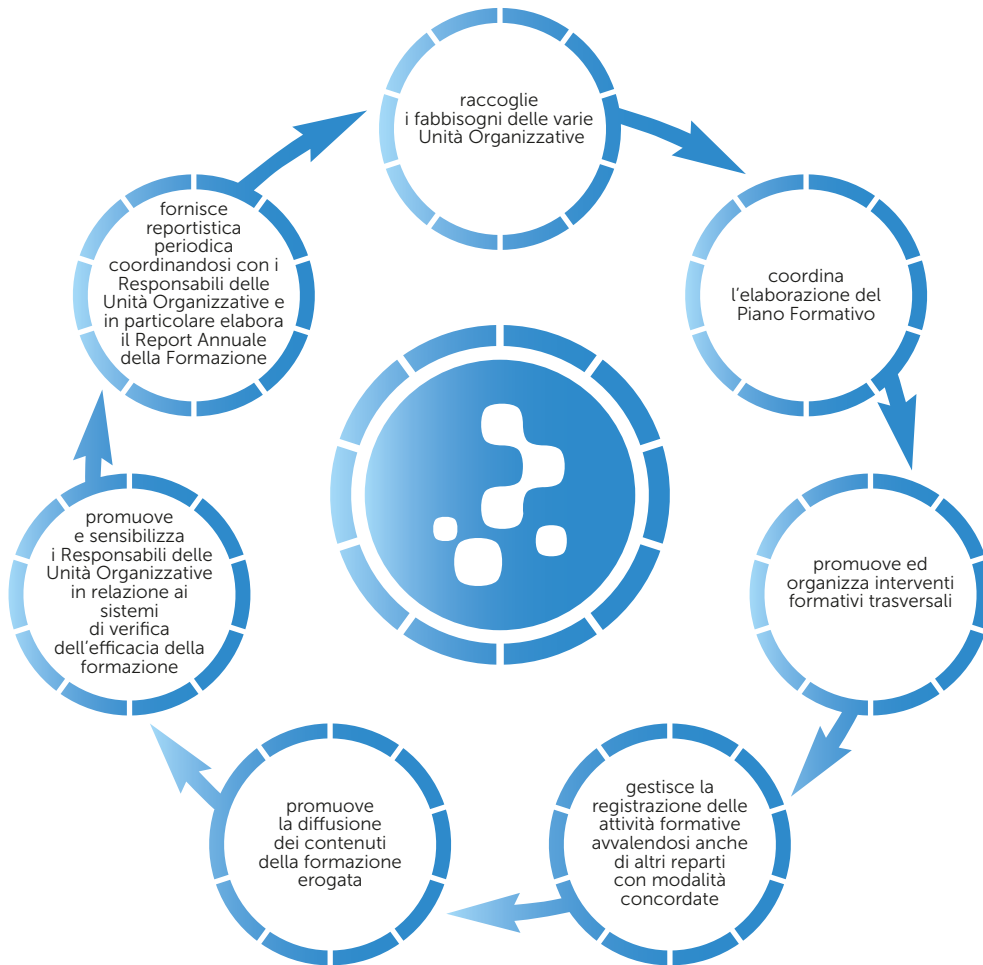 raccoglie
i fabbisogni delle varie
Unità Organizzative
coordina
l'elaborazione del
Piano Formativo
promuove ed
organizza interventi
formativi trasversali
gestisce la
registrazione delle
attività formative
avvalendosi anche
di altri reparti
con modalità
concordate
promuove
la diffusione
dei contenuti
della formazione
erogata
promuove
e sensibilizza
i Responsabili delle
Unità Organizzative
in relazione ai
sistemi
di verifica
dell'efficacia della
formazione
fornisce
reportistica
periodica
coordinandosi con i
Responsabili delle
Unità Organizzative e
in particolare elabora
il Report Annuale
della Formazione